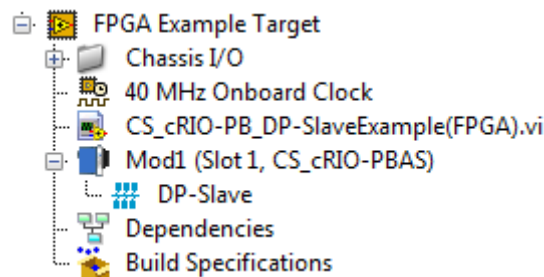 FPGA Example Target
Chassis I/O
40 MHz Onboard Clock
CS_cRIO-PB_DP-SlaveExample(FPGA).vi
Mod1 (Slot 1, CS_cRIO-PBAS)
DP-Slave
Dependencies
Build Specifications